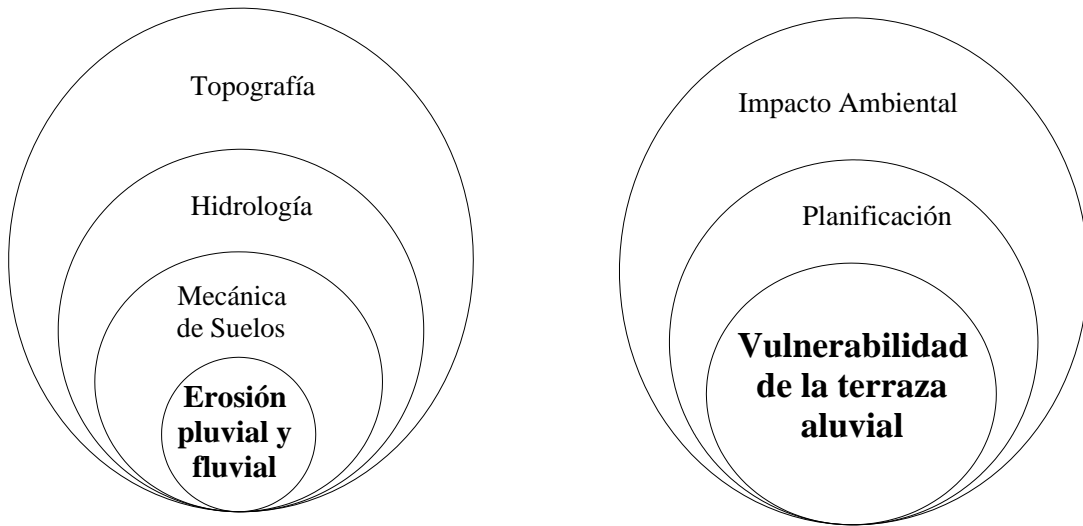 Topografía
Hidrología
Mecánica
de Suelos
Erosión
pluvial y
fluvial
Impacto Ambiental
Planificación
Vulnerabilidad
de la terraza
aluvial